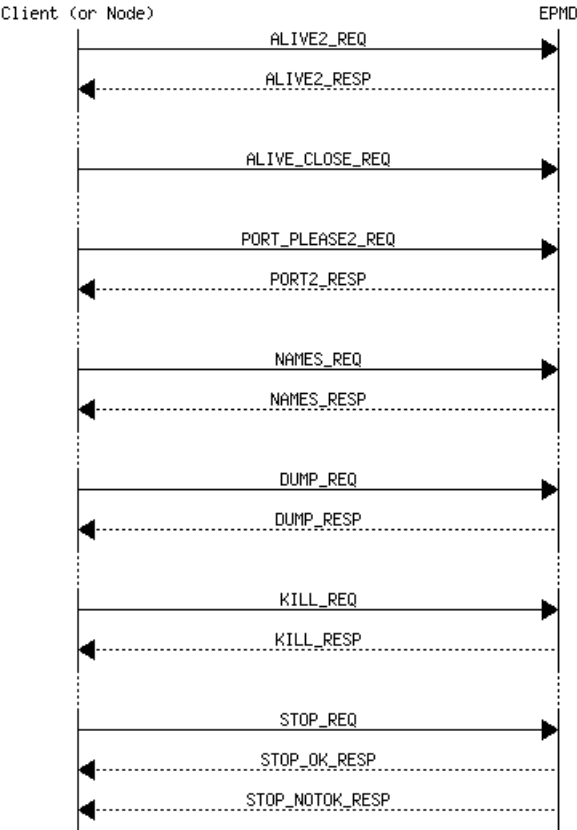 Client (or Node) EPMD
ALIVE2_REQ
ALIVE2_RESP
ALIVE_CLOSE_REQ
PORT_PLEASE2_REQ
PORT2_RESP
NAMES_REQ
NAMES_RESP
DUMP_REQ
DUMP_RESP
KILL_REQ
KILL_RESP
STOP_REQ
STOP_OK_RESP
STOP_NOTOK_RESP